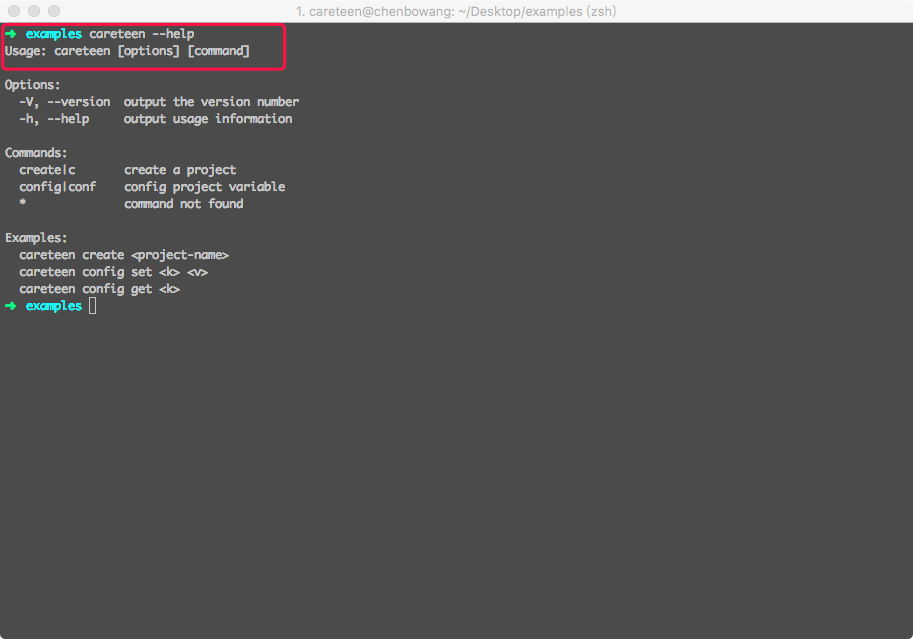 1. careteen@chenbowang: ~/Desktop/examples (zsh)
➜ examples careteen --help
Usage: careteen [options] [command]

Options:
  -V, --version  output the version number
  -h, --help     output usage information

Commands:
  create|c       create a project
  config|conf    config project variable
  *              command not found

Examples:
  careteen create <project-name>
  careteen config set <k> <v>
  careteen config get <k>
➜ examples